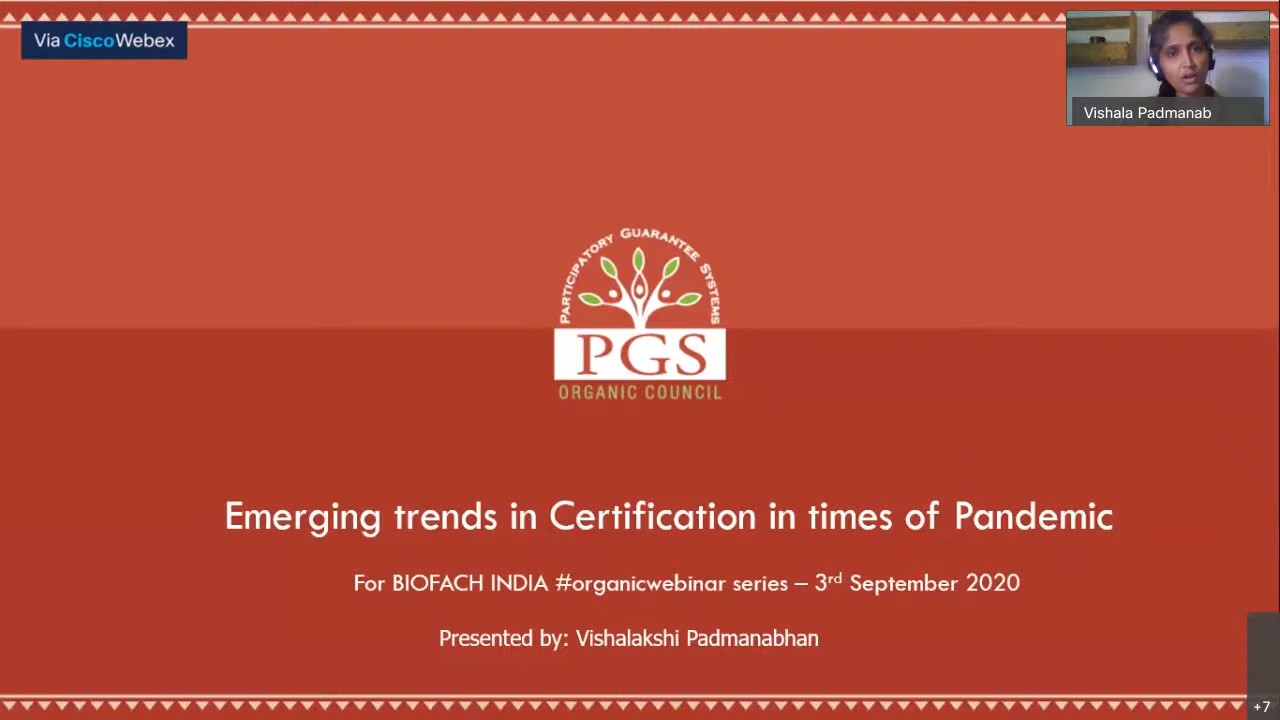 Via CiscoWebex
Vishala Padmanab
PARTICIPATORY GUARANTEE SYSTEMS
PGS
ORGANIC COUNCIL
Emerging trends in Certification in times of Pandemic
For BIOFACH INDIA #organicwebinar series – 3rd September 2020
Presented by: Vishalakshi Padmanabhan
+7